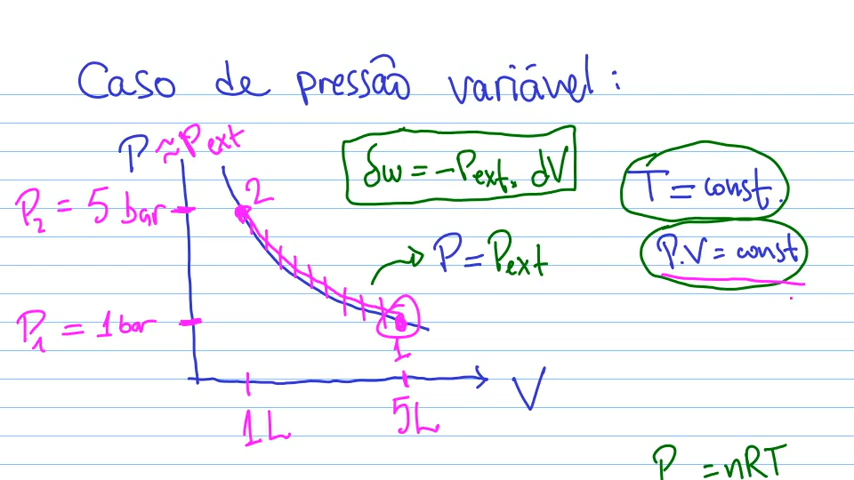 Caso de pressão variável:
P ≈ Pext
δw = -Pext. dV
T = const.
P₂ = 5 bar
2
P = Pext
P.V = const
P₁ = 1 bar
1
V
1L
5L
P = nRT